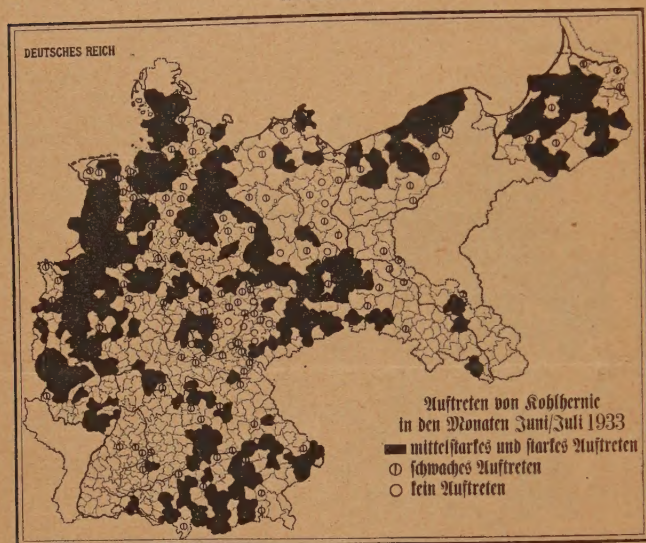 DEUTSCHES REICH
Auftreten von Kohlhernie
in den Monaten Juni/Juli 1933
mittelstarkes und starkes Auftreten
schwaches Auftreten
kein Auftreten